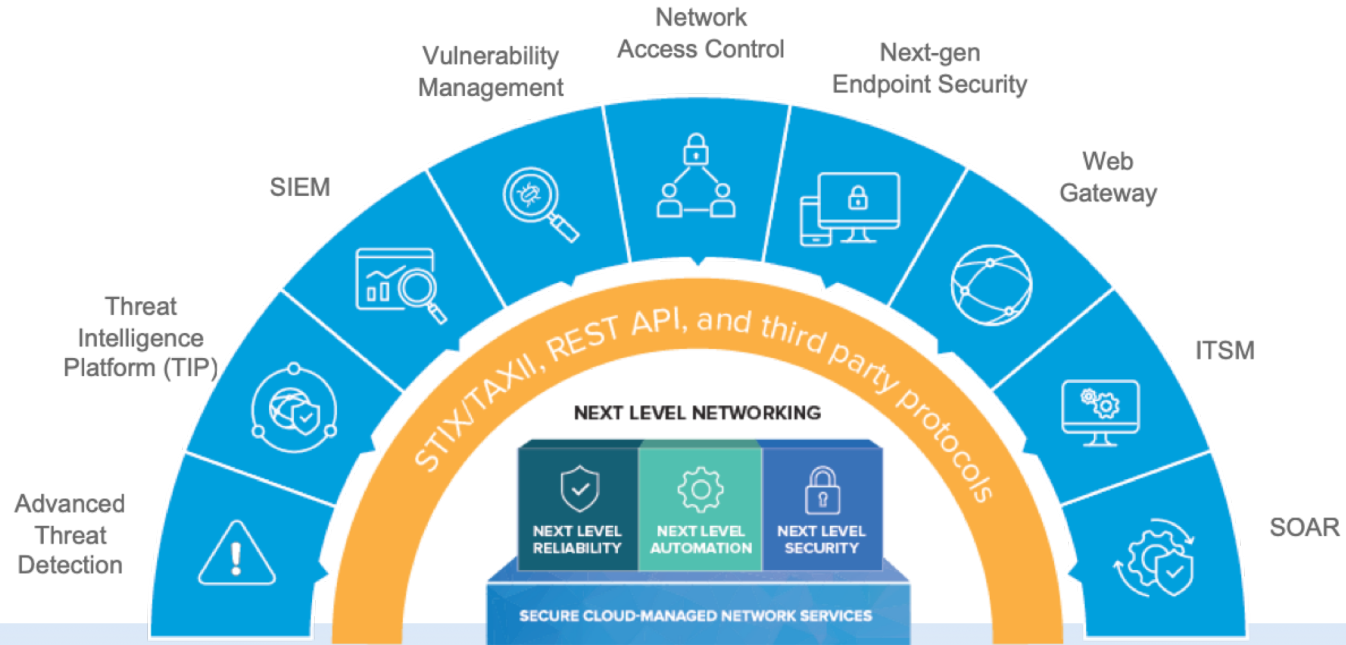 Network
Access Control
Vulnerability
Management
Next-gen
Endpoint Security
SIEM
Web
Gateway
Threat
Intelligence
Platform (TIP)
ITSM
Advanced
Threat
Detection
SOAR
STIX/TAXII, REST API, and third party protocols
NEXT LEVEL NETWORKING
NEXT LEVEL
RELIABILITY
NEXT LEVEL
AUTOMATION
NEXT LEVEL
SECURITY
SECURE CLOUD-MANAGED NETWORK SERVICES